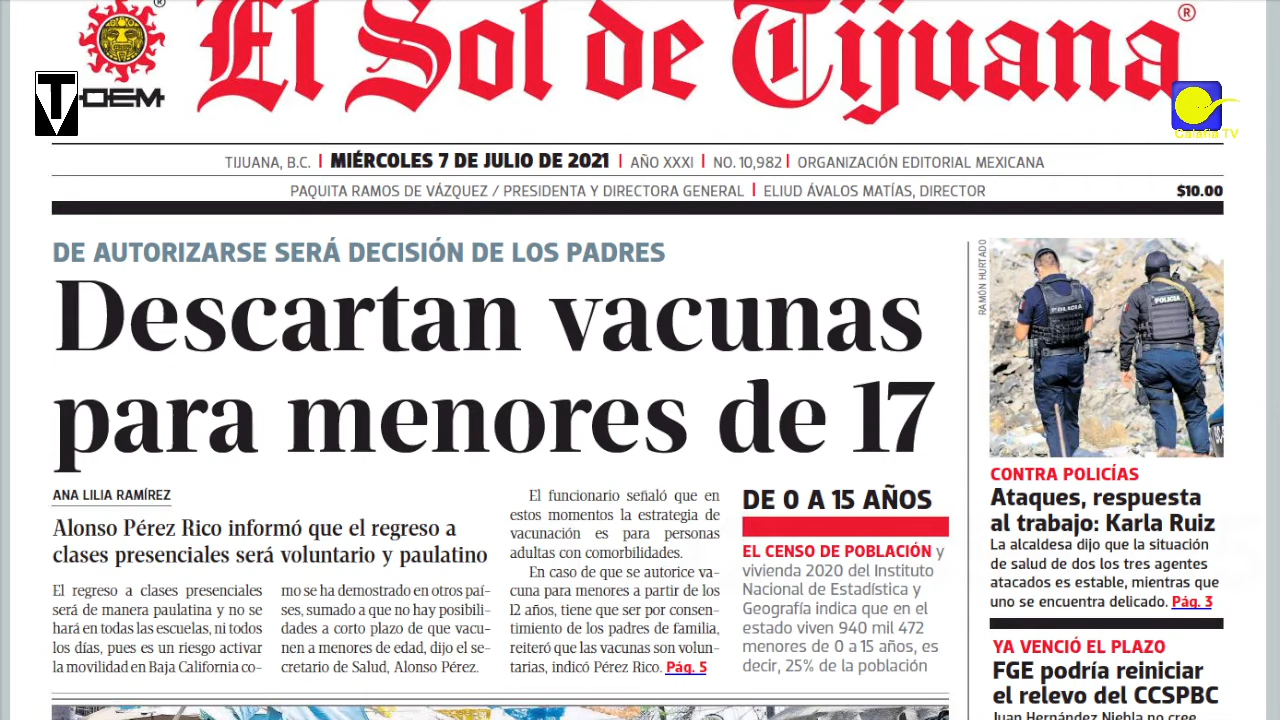 El Sol de Tijuana®
®
OEM
TV
Calafia TV
TIJUANA, B.C. | MIÉRCOLES 7 DE JULIO DE 2021 | AÑO XXXI | NO. 10,982 | ORGANIZACIÓN EDITORIAL MEXICANA
PAQUITA RAMOS DE VÁZQUEZ / PRESIDENTA Y DIRECTORA GENERAL | ELIUD ÁVALOS MATÍAS, DIRECTOR
$10.00
DE AUTORIZARSE SERÁ DECISIÓN DE LOS PADRES
Descartan vacunas
para menores de 17
ANA LILIA RAMÍREZ
Alonso Pérez Rico informó que el regreso a
clases presenciales será voluntario y paulatino
El regreso a clases presenciales
será de manera paulatina y no se
hará en todas las escuelas, ni todos
los días, pues es un riesgo activar
la movilidad en Baja California co-
mo se ha demostrado en otros paí-
ses, sumado a que no hay posibili-
dades a corto plazo de que vacu-
nen a menores de edad, dijo el se-
cretario de Salud, Alonso Pérez.
El funcionario señaló que en
estos momentos la estrategia de
vacunación es para personas
adultas con comorbilidades.
En caso de que se autorice va-
cuna para menores a partir de los
12 años, tiene que ser por consen-
timiento de los padres de familia,
reiteró que las vacunas son volun-
tarias, indicó Pérez Rico. Pág. 5
DE 0 A 15 AÑOS
EL CENSO DE POBLACIÓN y
vivienda 2020 del Instituto
Nacional de Estadística y
Geografía indica que en el
estado viven 940 mil 472
menores de 0 a 15 años, es
decir, 25% de la población
RAMÓN HURTADO
POLICIA
CONTRA POLICÍAS
Ataques, respuesta
al trabajo: Karla Ruiz
La alcaldesa dijo que la situación
de salud de dos los tres agentes
atacados es estable, mientras que
uno se encuentra delicado. Pág. 3
YA VENCIÓ EL PLAZO
FGE podría reiniciar
el relevo del CCSPBC
Juan Hernández Niebla no cree